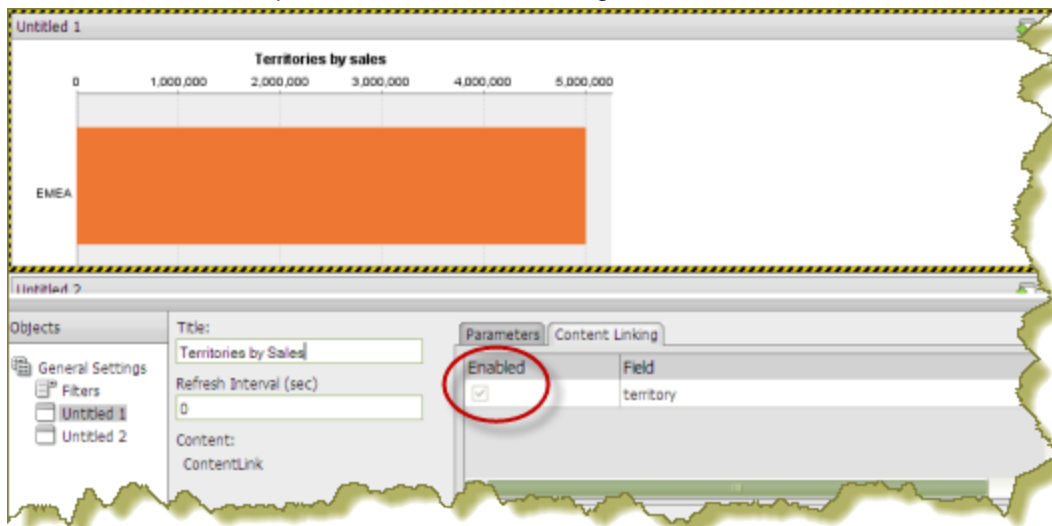 Untitled 1
Territories by sales
0 1,000,000 2,000,000 3,000,000 4,000,000 5,000,000
EMEA
Untitled 2
Objects
General Settings
Filters
Untitled 1
Untitled 2
Title:
Territories by Sales
Refresh Interval (sec)
0
Content:
ContentLink
Parameters Content Linking
Enabled Field
territory